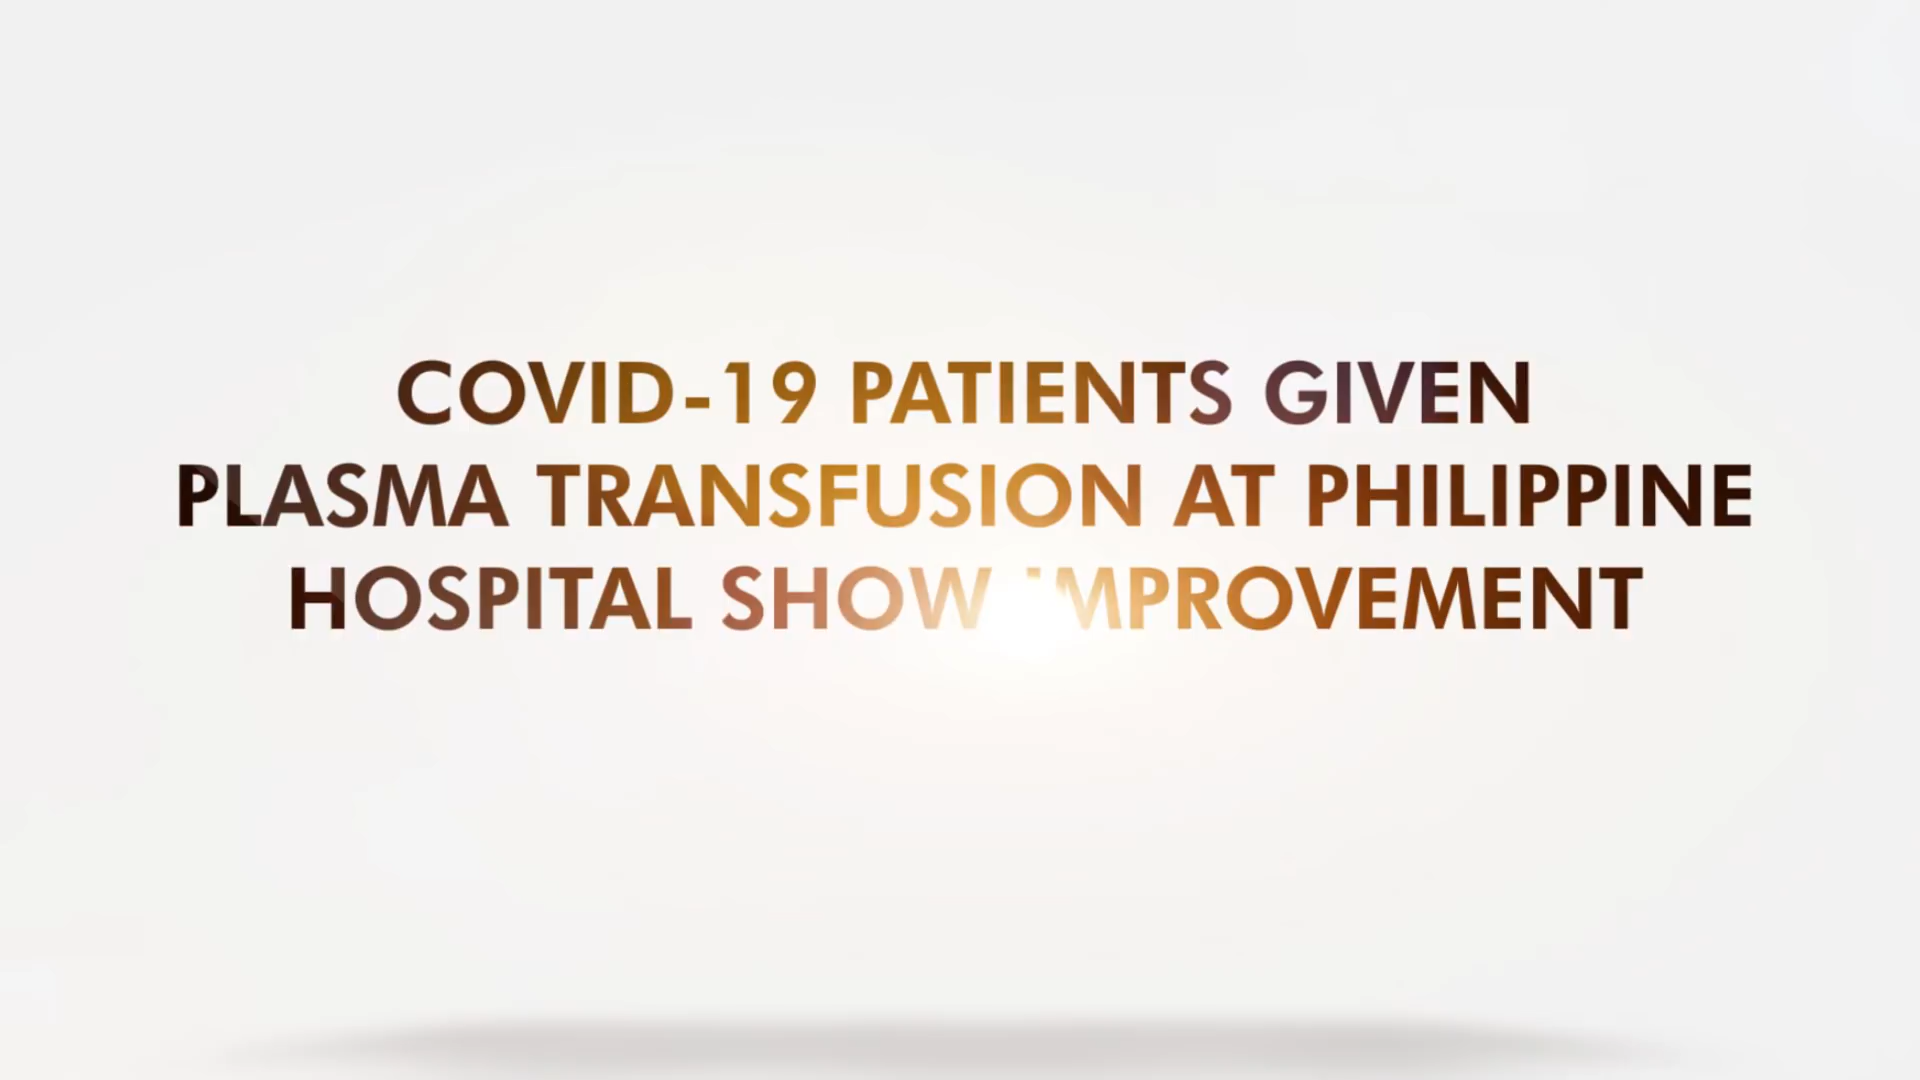 COVID-19 PATIENTS GIVEN
PLASMA TRANSFUSION AT PHILIPPINE
HOSPITAL SHOW IMPROVEMENT